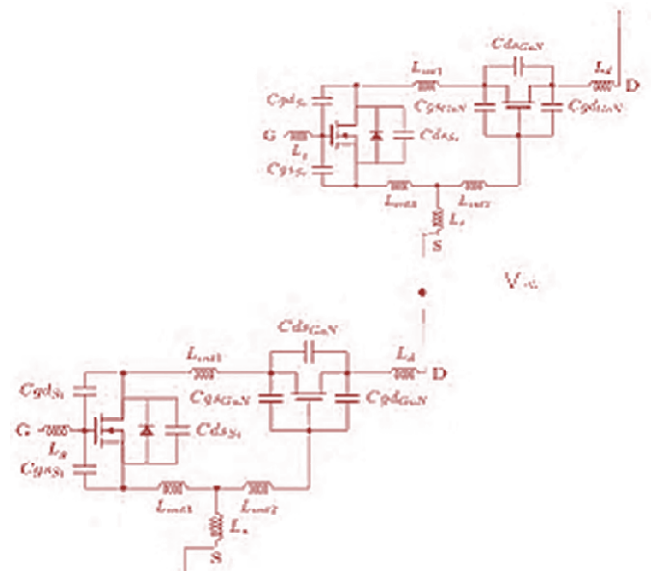 Cds_GaN
L_int1
L_d
D
Cgd_Si
Cgs_GaN
Cgd_GaN
G
L_g
Cds_Si
Cgs_Si
L_int3
L_int2
L_s
S
Cds_GaN
L_int1
L_d
D
Cgd_Si
Cgs_GaN
Cgd_GaN
G
L_g
Cds_Si
Cgs_Si
L_int3
L_int2
L_s
S